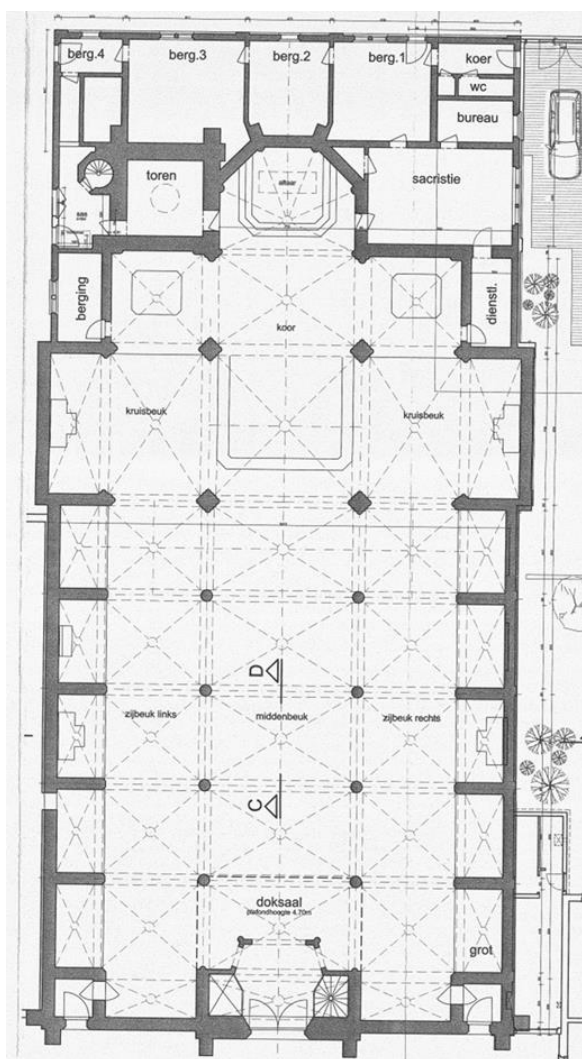 berg.4
berg.3
berg.2
berg.1
koer
wc
bureau
toren
altaar
sacristie
sas
berging
dienstl.
koor
kruisbeuk
kruisbeuk
D
zijbeuk links
middenbeuk
zijbeuk rechts
C
doksaal
plafondhoogte 4.70m
grot